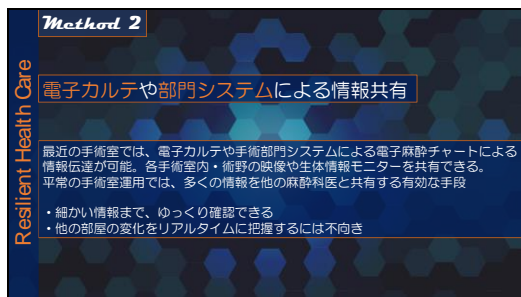 Method 2
Resilient Health Care
電子カルテや部門システムによる情報共有
最近の手術室では、電子カルテや手術部門システムによる電子麻酔チャートによる
情報伝達が可能。各手術室内・術野の映像や生体情報モニターを共有できる。
平常の手術室運用では、多くの情報を他の麻酔科医と共有する有効な手段
・細かい情報まで、ゆっくり確認できる
・他の部屋の変化をリアルタイムに把握するには不向き